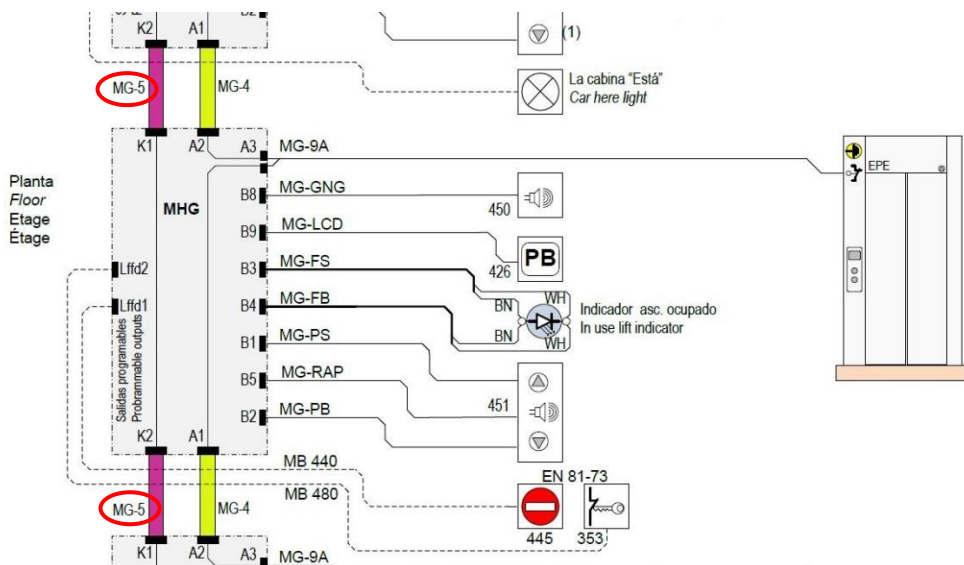 B2
K2
A1
(1)
MG-5
MG-4
La cabina "Está"
Car here light
K1
A2
A3
MG-9A
EPE
Planta
Floor
Etage
Étage
MHG
B8
MG-GNG
450
B9
MG-LCD
426
PB
Lffd2
B3
MG-FS
BN
WH
Lffd1
B4
MG-FB
BN
WH
Indicador asc. ocupado
In use lift indicator
B1
MG-PS
Salidas programables
Probrammable outputs
B5
MG-RAP
451
B2
MG-PB
K2
A1
MB 440
EN 81-73
MB 480
MG-5
MG-4
445
353
K1
A2
A3
MG-9A